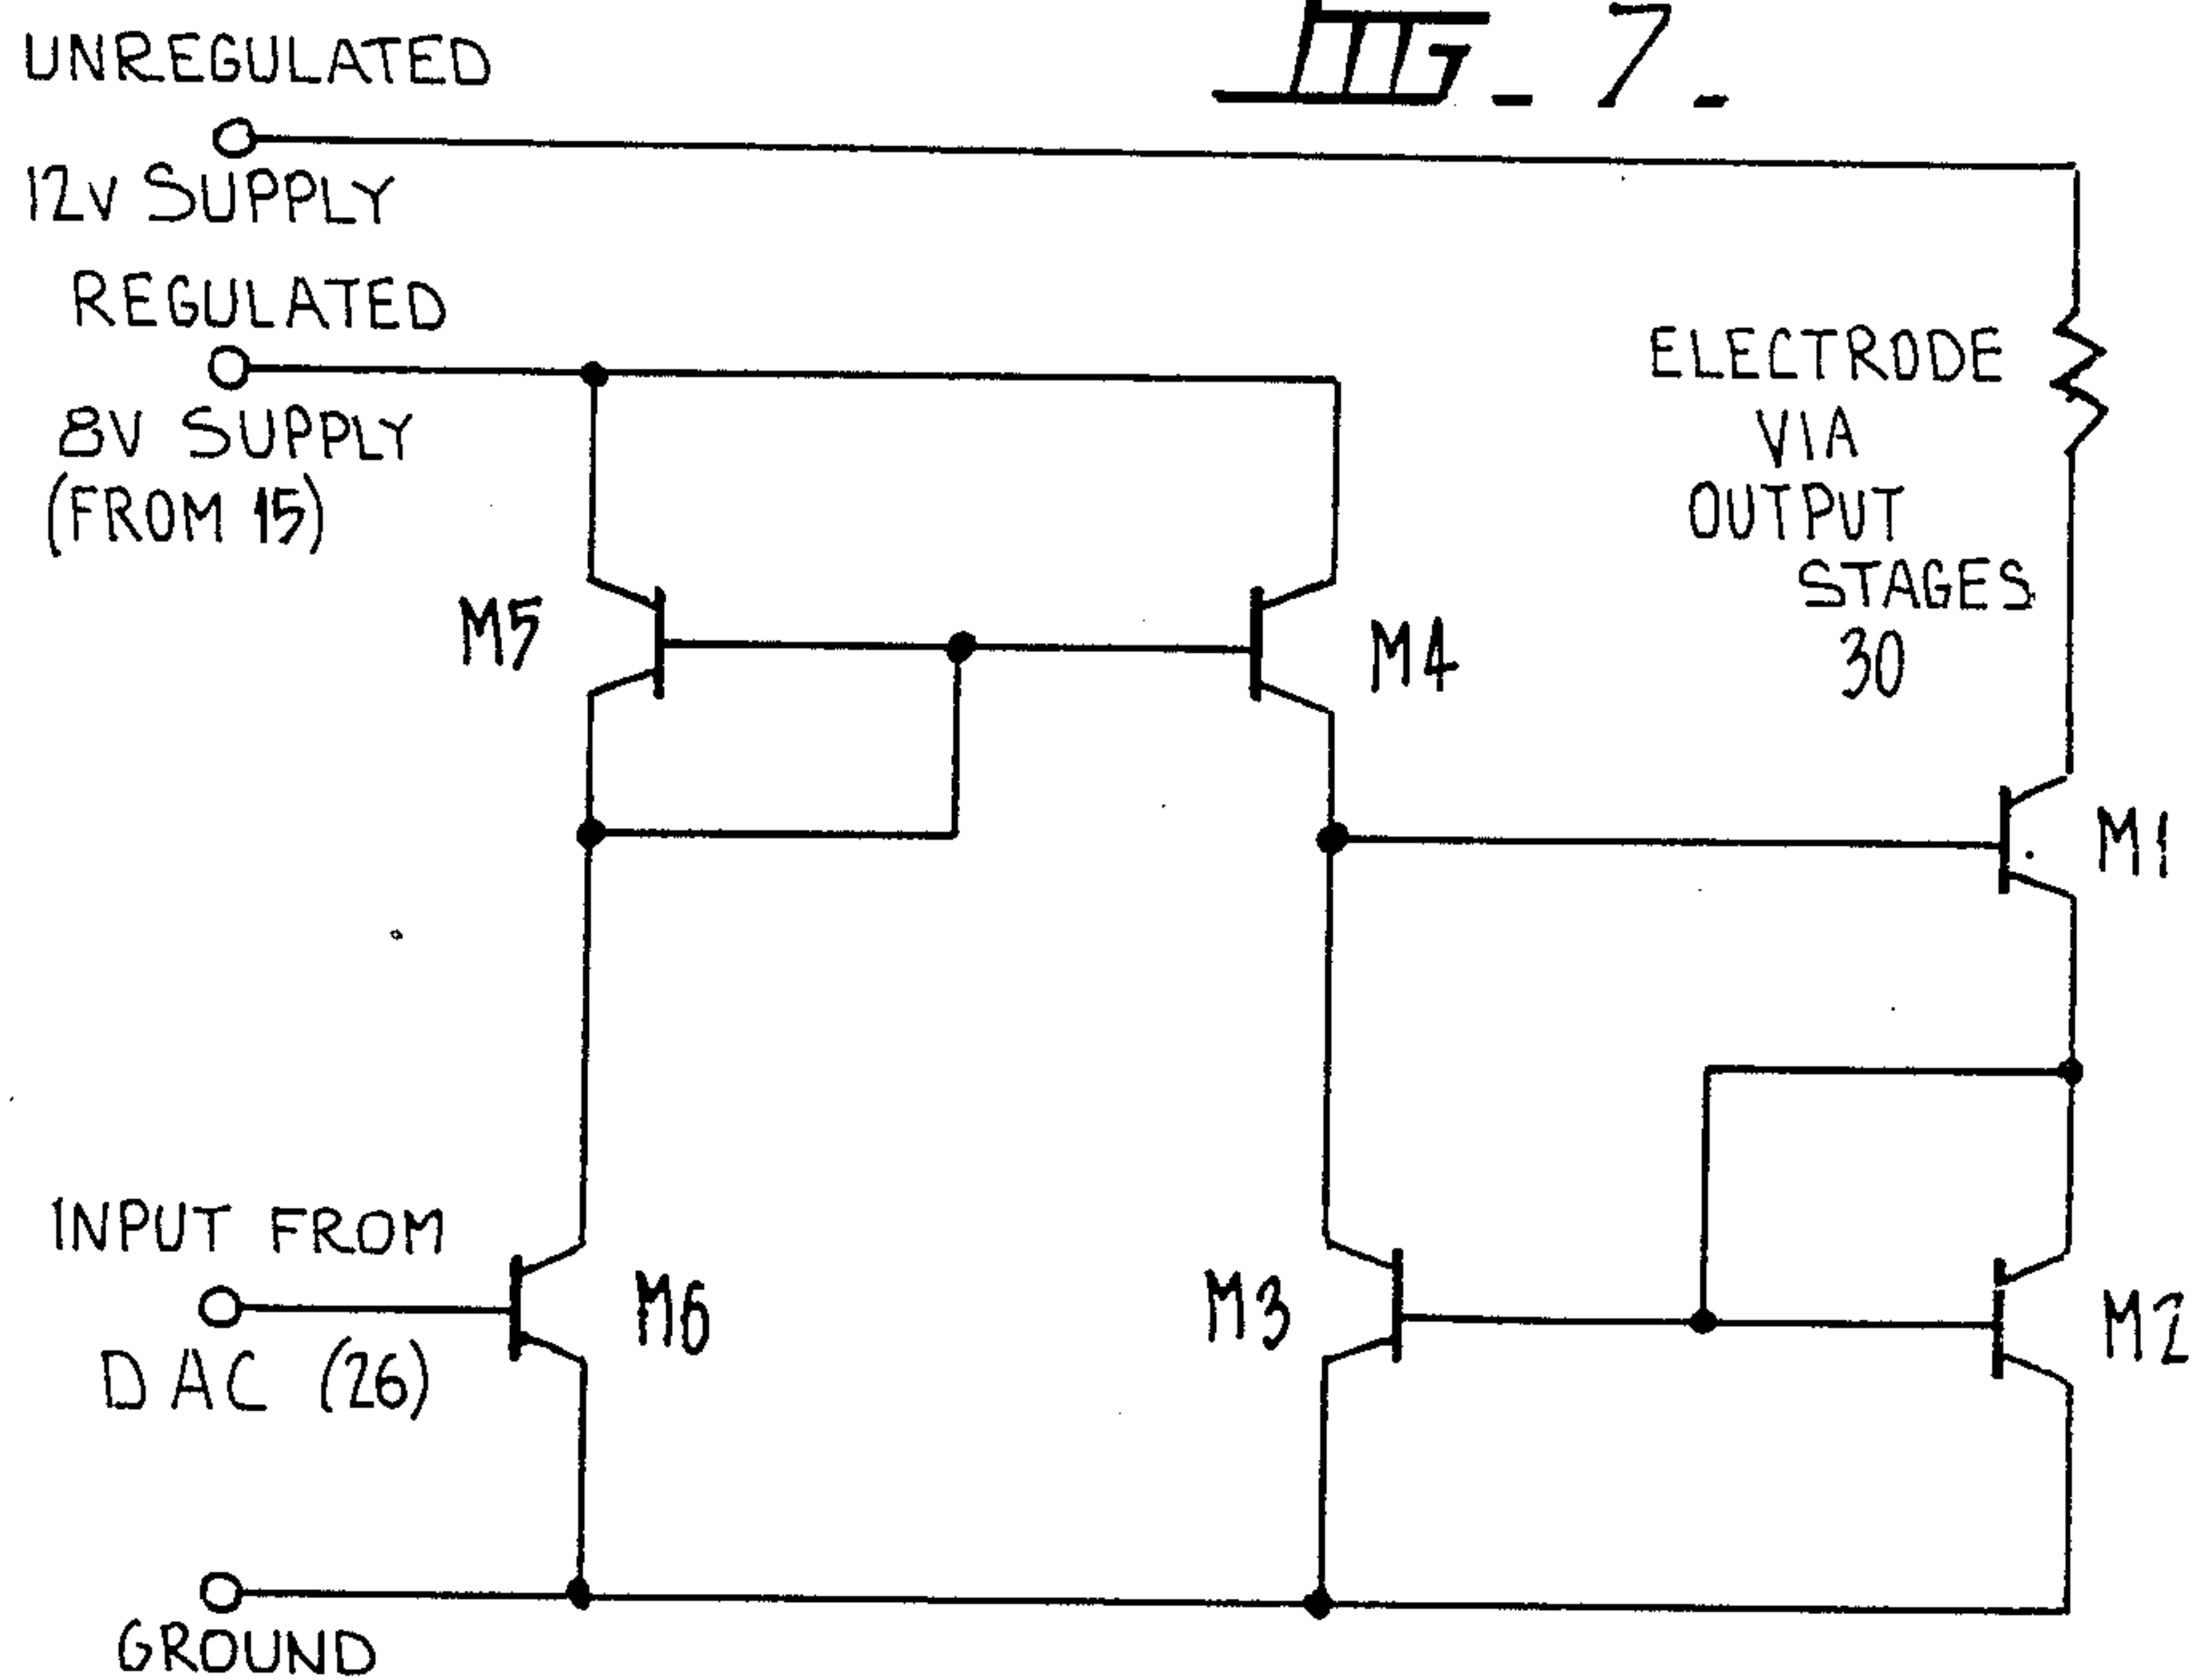 FIG_7_
UNREGULATED
12V SUPPLY
REGULATED
8V SUPPLY
(FROM 15)
ELECTRODE
VIA
OUTPUT
STAGES
30
M5
M4
M1
INPUT FROM
DAC (26)
M6
M3
M2
GROUND